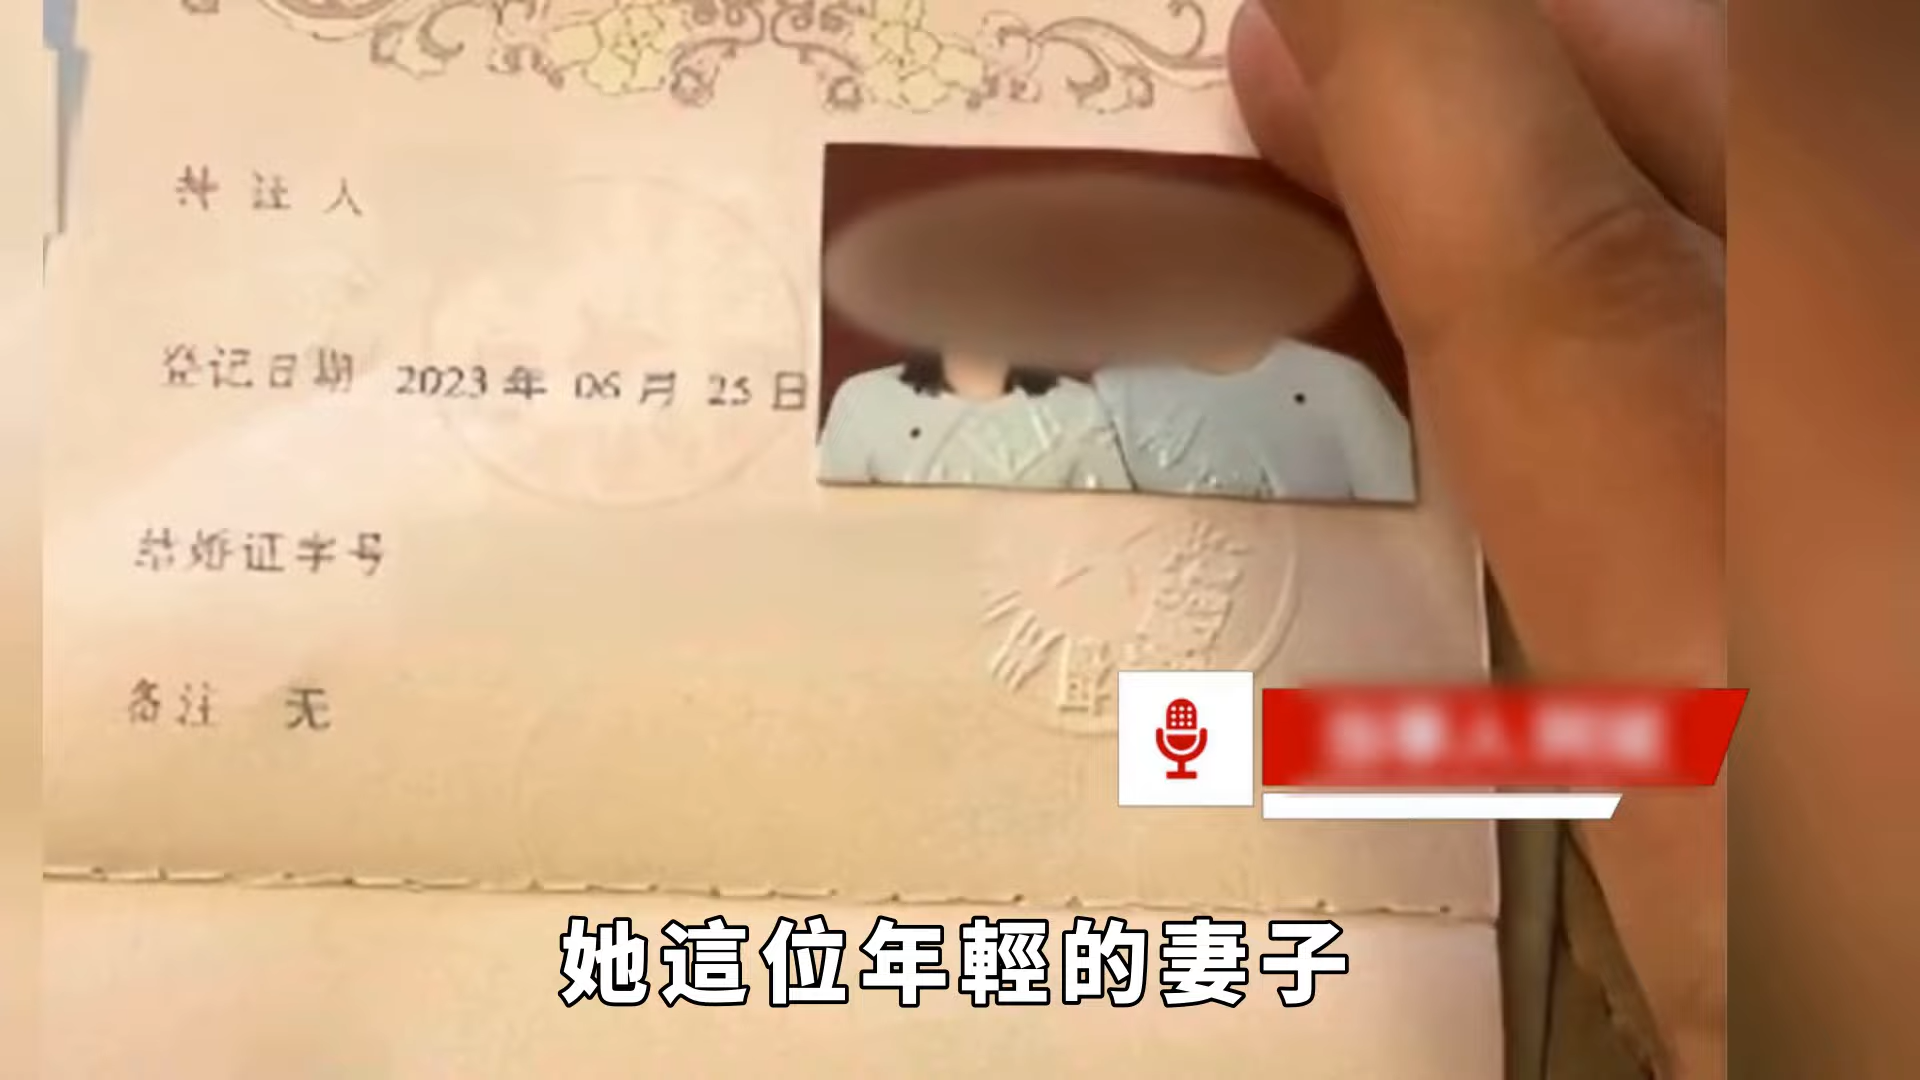 持证人
登记日期 2023年 06月 25日
结婚证字号
备注 无
她這位年輕的妻子